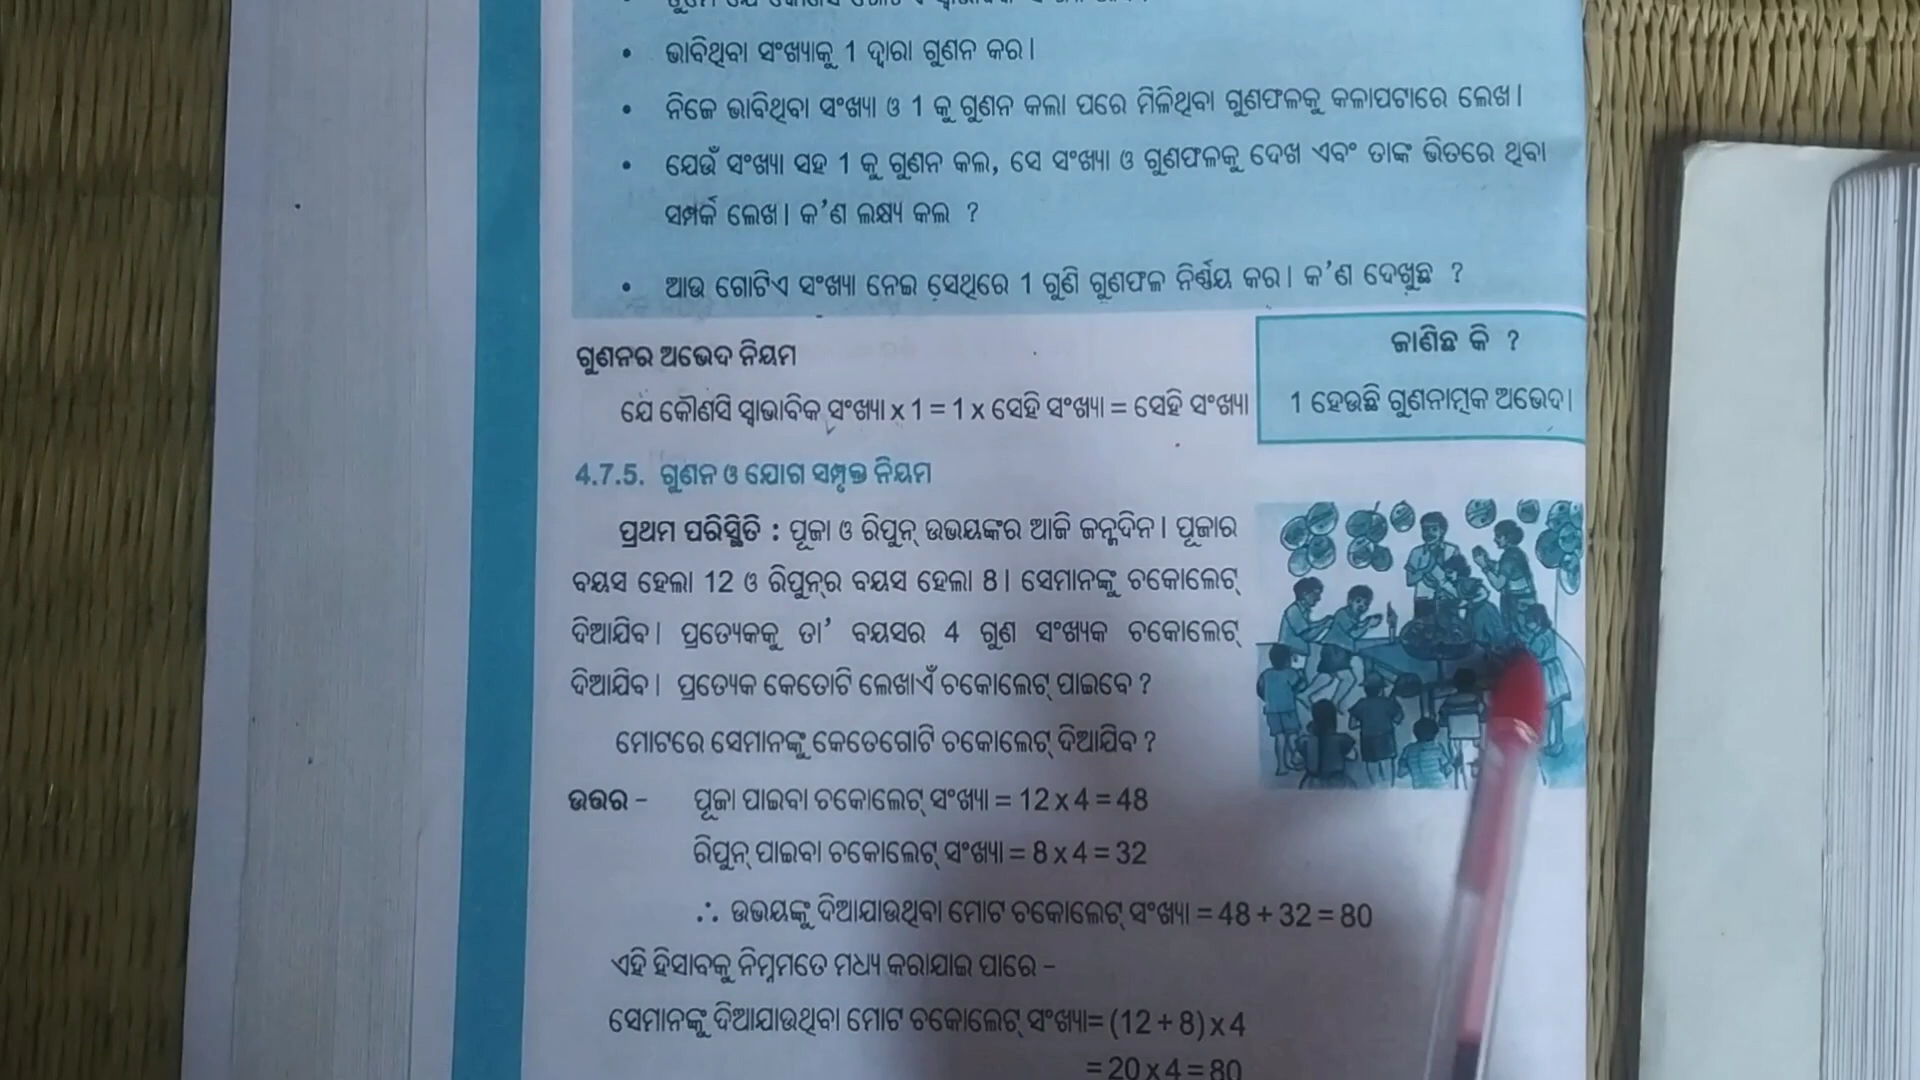 • ଭାବିଥିବା ସଂଖ୍ୟାକୁ 1 ଦ୍ୱାରା ଗୁଣନ କର।
• ନିଜେ ଭାବିଥିବା ସଂଖ୍ୟା ଓ 1 କୁ ଗୁଣନ କଲା ପରେ ମିଳିଥିବା ଗୁଣଫଳକୁ କଳାପଟାରେ ଲେଖ।
• ଯେଉଁ ସଂଖ୍ୟା ସହ 1 କୁ ଗୁଣନ କଲ, ସେ ସଂଖ୍ୟା ଓ ଗୁଣଫଳକୁ ଦେଖ ଏବଂ ତାଙ୍କ ଭିତରେ ଥିବା
ସମ୍ପର୍କ ଲେଖ। କ'ଣ ଲକ୍ଷ୍ୟ କଲ ?
• ଆଉ ଗୋଟିଏ ସଂଖ୍ୟା ନେଇ ସେଥିରେ 1 ଗୁଣି ଗୁଣଫଳ ନିର୍ଣ୍ଣୟ କର। କ'ଣ ଦେଖୁଛ ?
ଗୁଣନର ଅଭେଦ ନିୟମ
ଯେ କୌଣସି ସ୍ୱାଭାବିକ ସଂଖ୍ୟା x 1 = 1 x ସେହି ସଂଖ୍ୟା = ସେହି ସଂଖ୍ୟା
ଜାଣିଛ କି ?
1 ହେଉଛି ଗୁଣନାତ୍ମକ ଅଭେଦ।
4.7.5. ଗୁଣନ ଓ ଯୋଗ ସମ୍ପୃକ୍ତ ନିୟମ
ପ୍ରଥମ ପରିସ୍ଥିତି : ପୂଜା ଓ ରିପୁନ୍ ଉଭୟଙ୍କର ଆଜି ଜନ୍ମଦିନ। ପୂଜାର
ବୟସ ହେଲା 12 ଓ ରିପୁନ୍‌ର ବୟସ ହେଲା 8। ସେମାନଙ୍କୁ ଚକୋଲେଟ୍
ଦିଆଯିବ। ପ୍ରତ୍ୟେକକୁ ତା' ବୟସର 4 ଗୁଣ ସଂଖ୍ୟକ ଚକୋଲେଟ୍
ଦିଆଯିବ। ପ୍ରତ୍ୟେକ କେତୋଟି ଲେଖାଏଁ ଚକୋଲେଟ୍ ପାଇବେ ?
ମୋଟରେ ସେମାନଙ୍କୁ କେତେଗୋଟି ଚକୋଲେଟ୍ ଦିଆଯିବ ?
ଉତ୍ତର - ପୂଜା ପାଇବା ଚକୋଲେଟ୍ ସଂଖ୍ୟା = 12 x 4 = 48
ରିପୁନ୍ ପାଇବା ଚକୋଲେଟ୍ ସଂଖ୍ୟା = 8 x 4 = 32
∴ ଉଭୟଙ୍କୁ ଦିଆଯାଉଥିବା ମୋଟ ଚକୋଲେଟ୍ ସଂଖ୍ୟା = 48 + 32 = 80
ଏହି ହିସାବକୁ ନିମ୍ନମତେ ମଧ୍ୟ କରାଯାଇ ପାରେ -
ସେମାନଙ୍କୁ ଦିଆଯାଉଥିବା ମୋଟ ଚକୋଲେଟ୍ ସଂଖ୍ୟା= (12 + 8) x 4
= 20 x 4 = 80